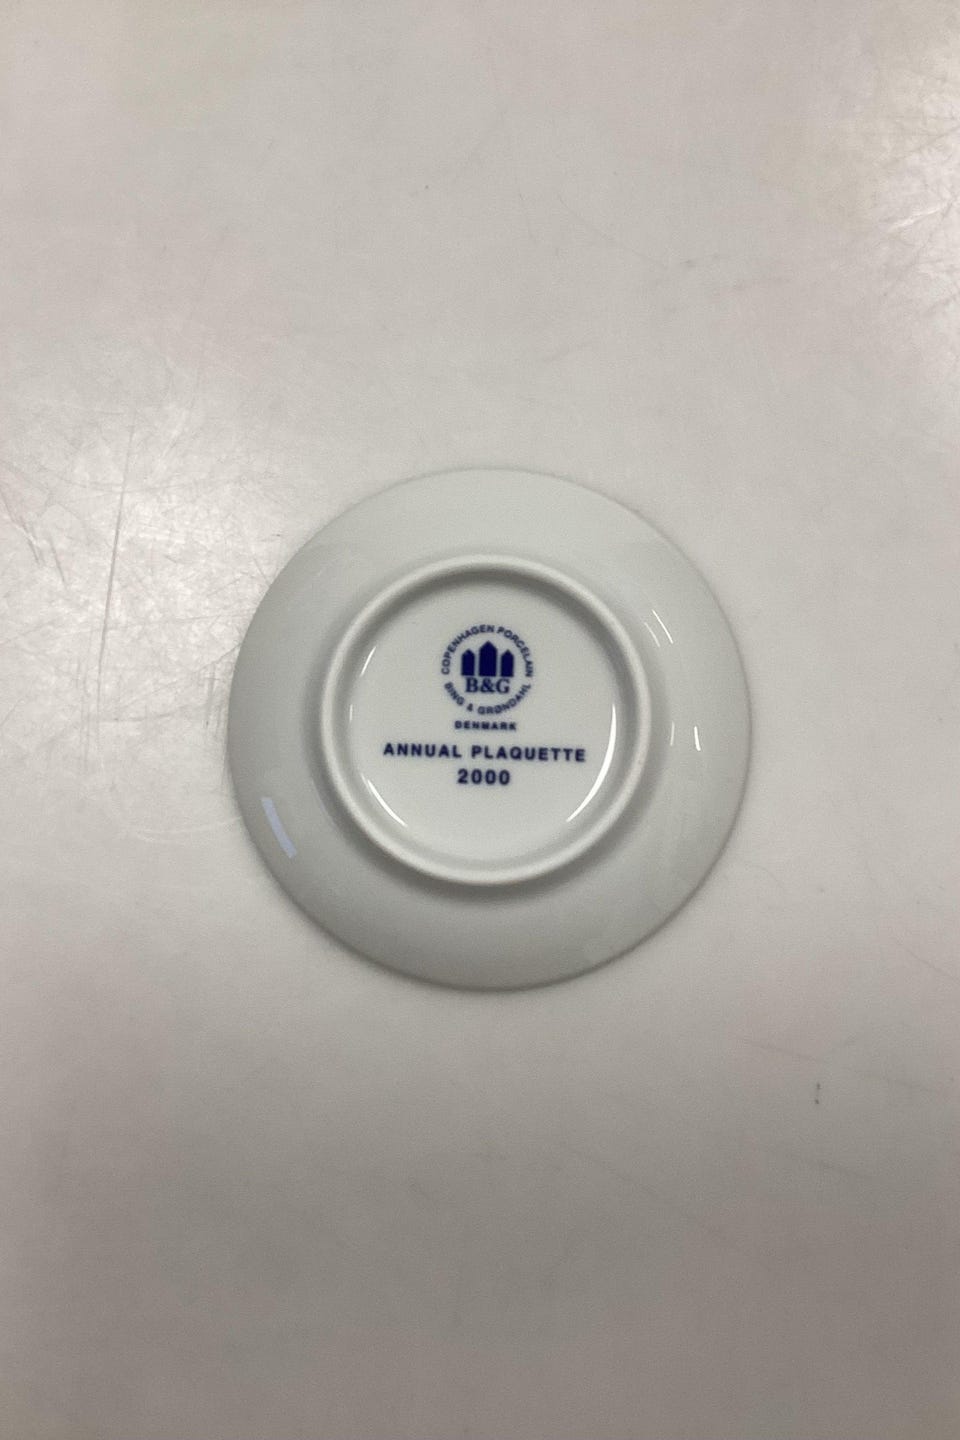 COPENHAGEN PORCELAIN
B&G
BING & GRØNDAHL
DENMARK
ANNUAL PLAQUETTE
2000